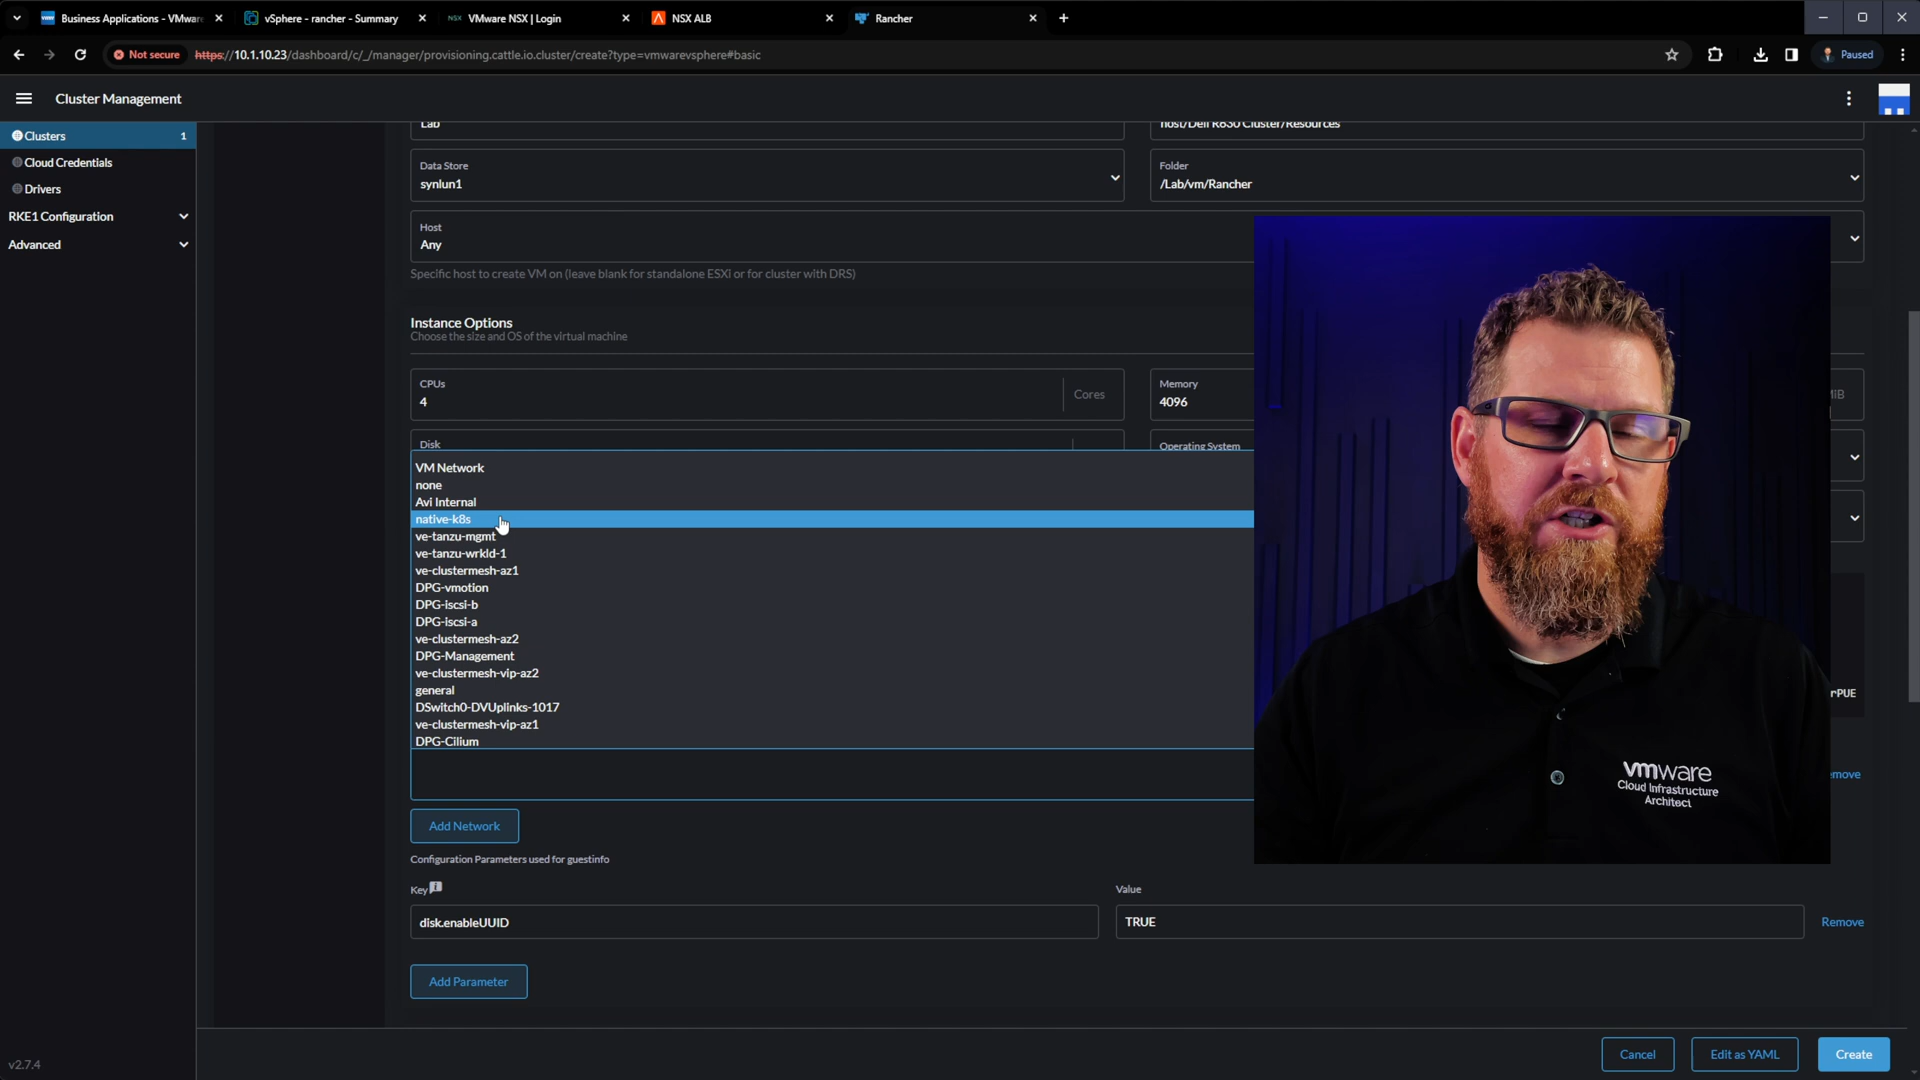 Business Applications - VMware
vSphere - rancher - Summary
NSX VMware NSX | Login
NSX ALB
Rancher
Not secure https://10.1.10.23/dashboard/c/_/manager/provisioning.cattle.io.cluster/create?type=vmwarevsphere#basic
Paused
Cluster Management
Clusters 1
Cloud Credentials
Drivers
RKE1 Configuration
Advanced
Lab
host/Dell R630 Cluster/Resources
Data Store
synlun1
Folder
/Lab/vm/Rancher
Host
Any
Specific host to create VM on (leave blank for standalone ESXi or for cluster with DRS)
Instance Options
Choose the size and OS of the virtual machine
CPUs
4
Cores
Memory
4096
MiB
Disk
Operating System
VM Network
none
Avi Internal
native-k8s
ve-tanzu-mgmt
ve-tanzu-wrkld-1
ve-clustermesh-az1
DPG-vmotion
DPG-iscsi-b
DPG-iscsi-a
ve-clustermesh-az2
DPG-Management
ve-clustermesh-vip-az2
general
DSwitch0-DVUplinks-1017
ve-clustermesh-vip-az1
DPG-Cilium
rPUE
emove
vmware
Cloud Infrastructure
Architect
Add Network
Configuration Parameters used for guestinfo
Key
Value
disk.enableUUID
TRUE
Remove
Add Parameter
Cancel
Edit as YAML
Create
v2.7.4